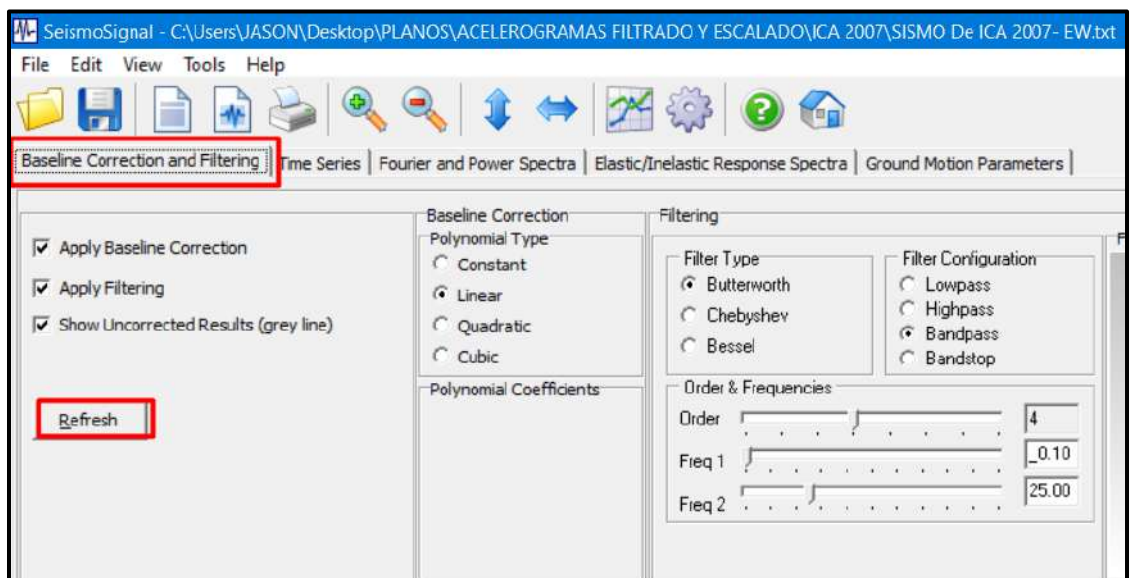 SeismoSignal - C:\Users\JASON\Desktop\PLANOS\ACELEROGRAMAS FILTRADO Y ESCALADO\ICA 2007\SISMO De ICA 2007- EW.txt
File Edit View Tools Help
Baseline Correction and Filtering Time Series Fourier and Power Spectra Elastic/Inelastic Response Spectra Ground Motion Parameters
Apply Baseline Correction
Apply Filtering
Show Uncorrected Results (grey line)
Refresh
Baseline Correction
Polynomial Type
Constant
Linear
Quadratic
Cubic
Polynomial Coefficients
Filtering
Filter Type
Butterworth
Chebyshev
Bessel
Filter Configuration
Lowpass
Highpass
Bandpass
Bandstop
Order & Frequencies
Order 4
Freq 1 _0.10
Freq 2 25.00